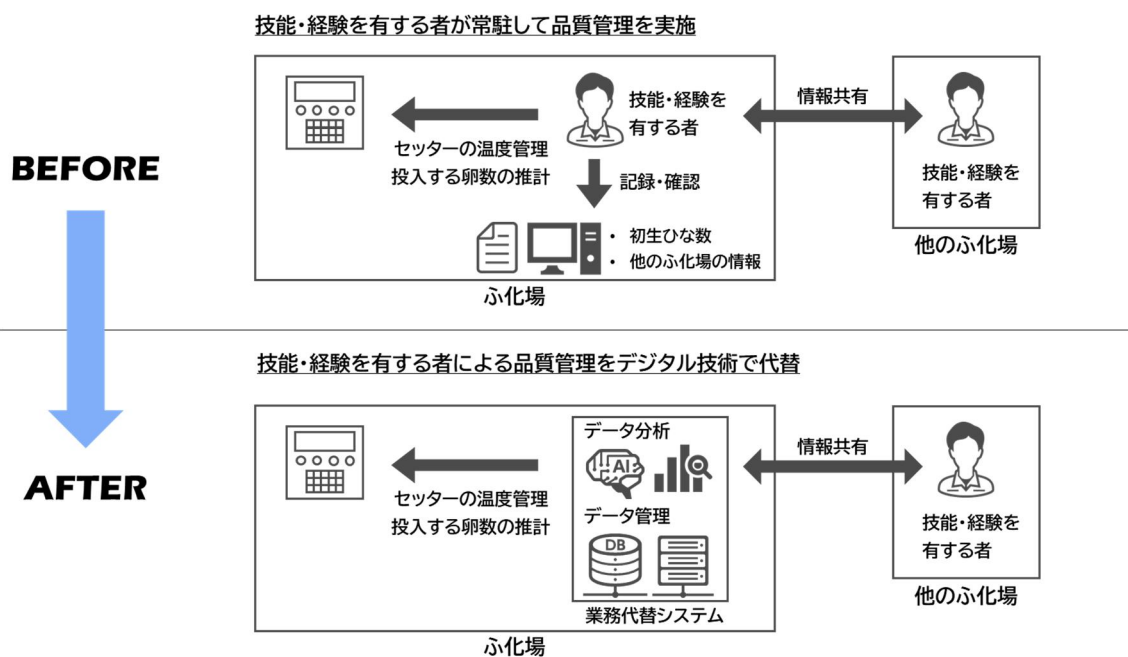 技能・経験を有する者が常駐して品質管理を実施
技能・経験を
有する者
情報共有
セッターの温度管理
投入する卵数の推計
記録・確認
・ 初生ひな数
・ 他のふ化場の情報
ふ化場
技能・経験を
有する者
他のふ化場
BEFORE
技能・経験を有する者による品質管理をデジタル技術で代替
データ分析
AI
データ管理
DB
業務代替システム
情報共有
セッターの温度管理
投入する卵数の推計
ふ化場
技能・経験を
有する者
他のふ化場
AFTER